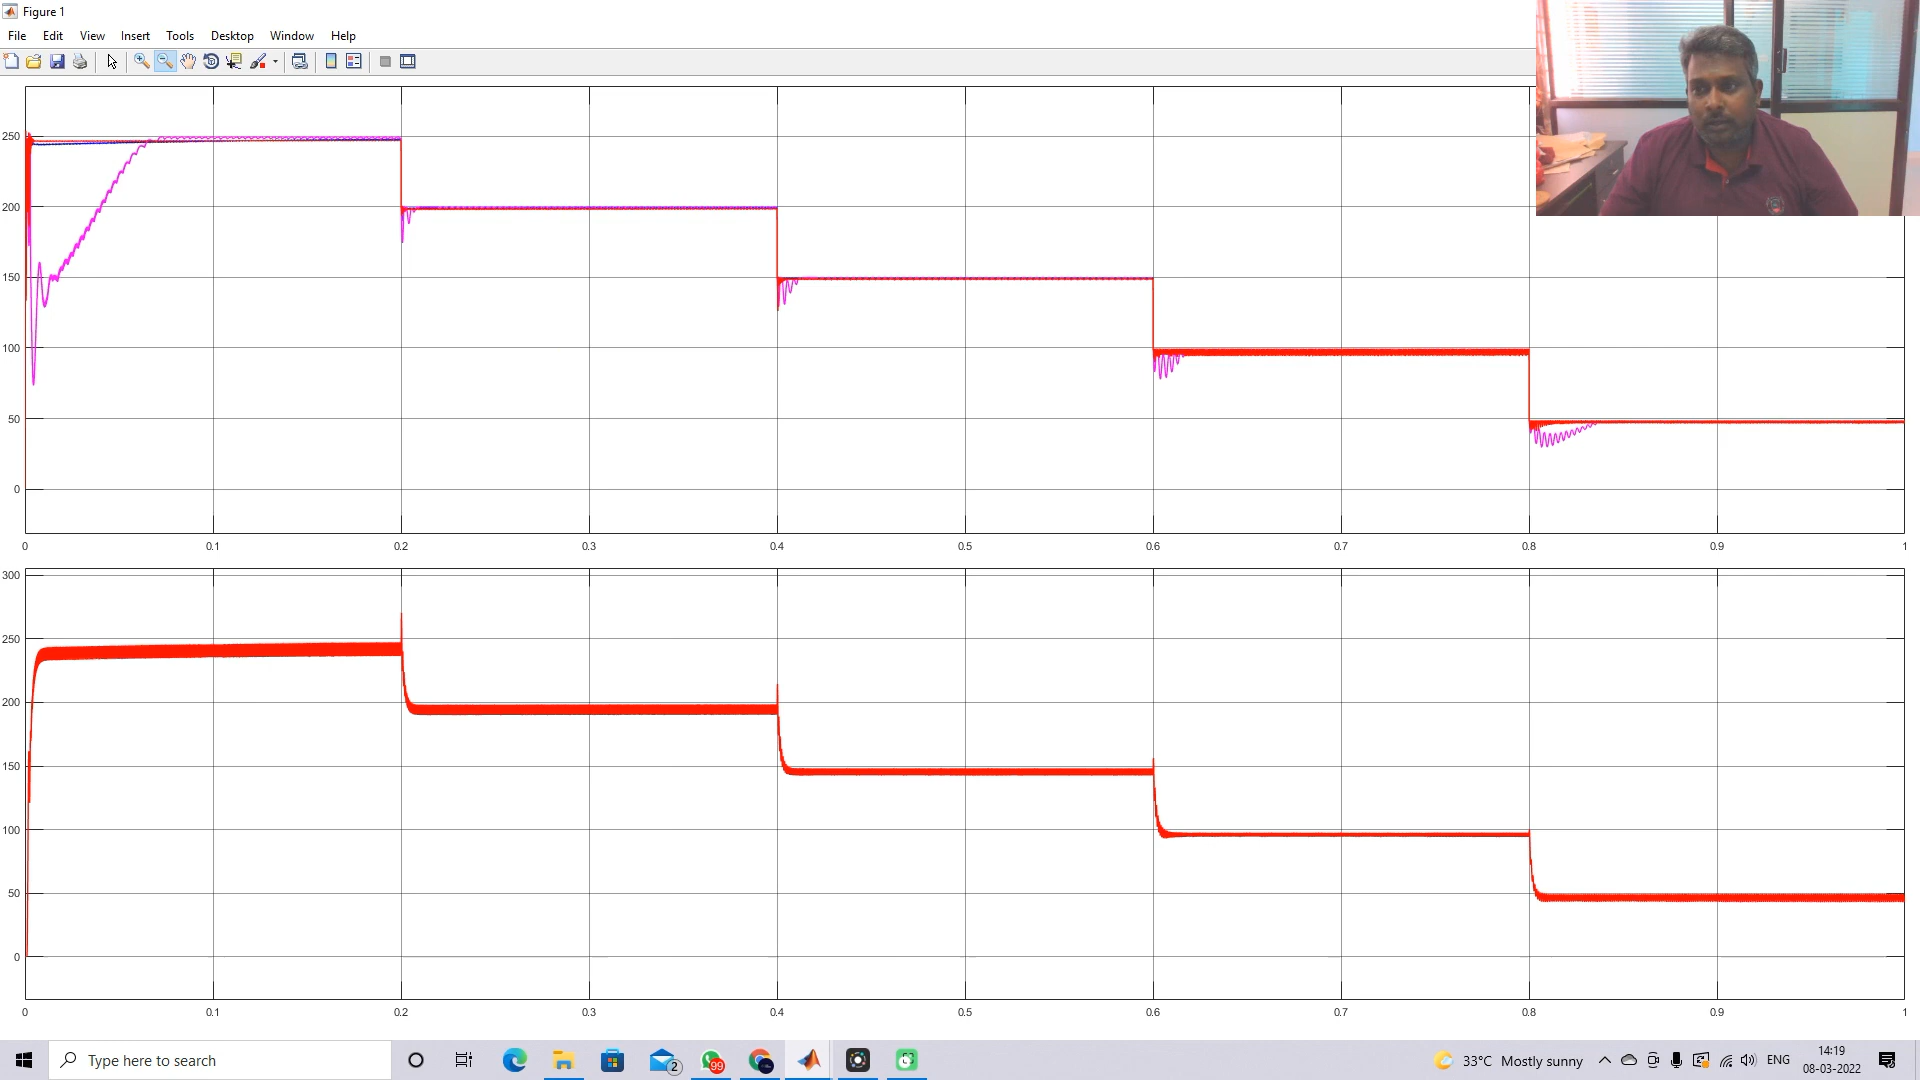 Figure 1
File Edit View Insert Tools Desktop Window Help
250
200
150
100
50
0
0 0.1 0.2 0.3 0.4 0.5 0.6 0.7 0.8 0.9 1
300
250
200
150
100
50
0
0 0.1 0.2 0.3 0.4 0.5 0.6 0.7 0.8 0.9 1
Type here to search
2
99
33°C Mostly sunny
ENG
14:19
08-03-2022